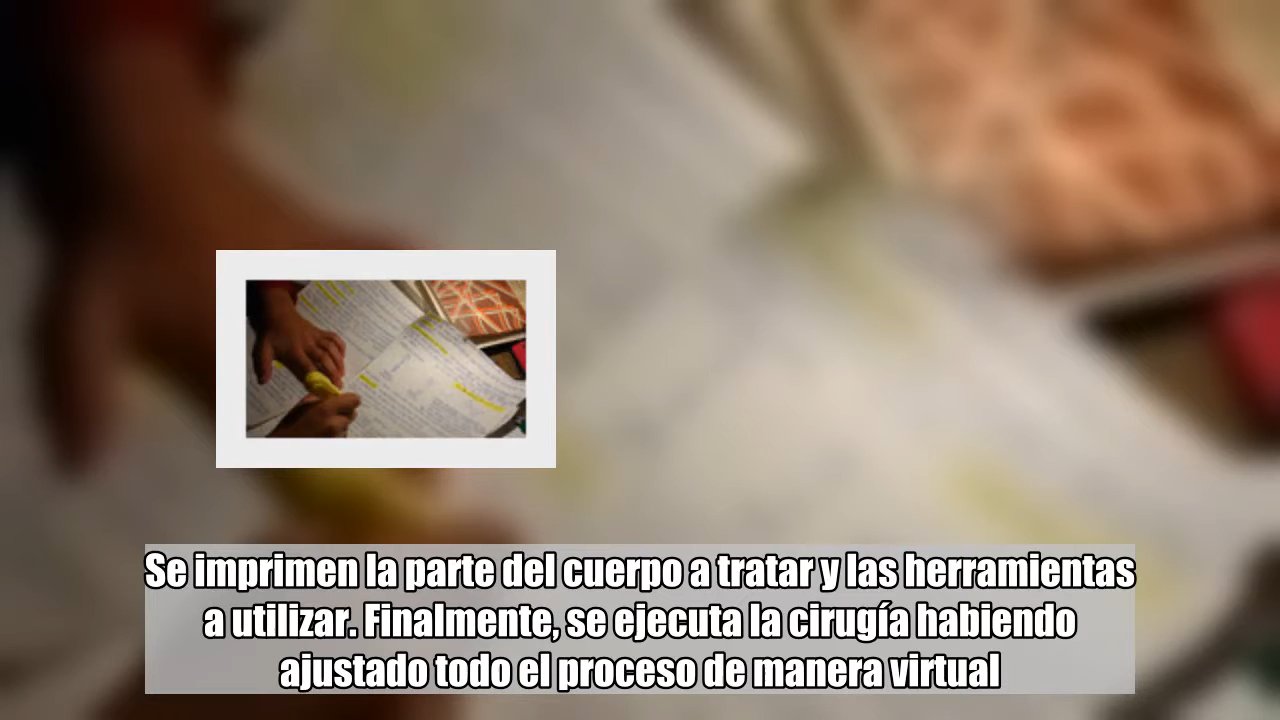 Se imprimen la parte del cuerpo a tratar y las herramientas
a utilizar. Finalmente, se ejecuta la cirugía habiendo
ajustado todo el proceso de manera virtual